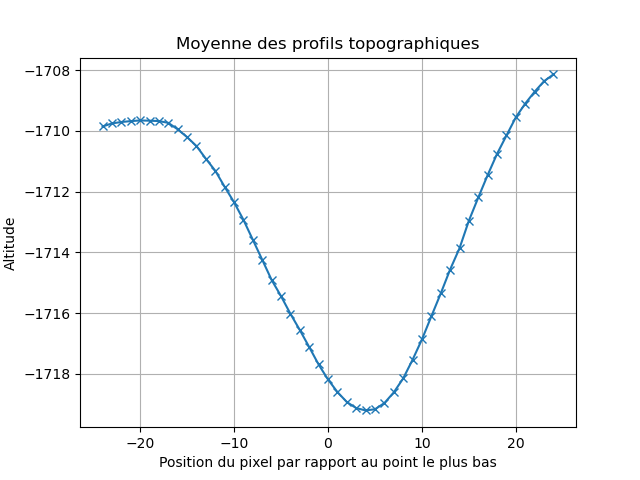 Moyenne des profils topographiques
−1708
−1710
−1712
−1714
−1716
−1718
Altitude
−20 −10 0 10 20
Position du pixel par rapport au point le plus bas